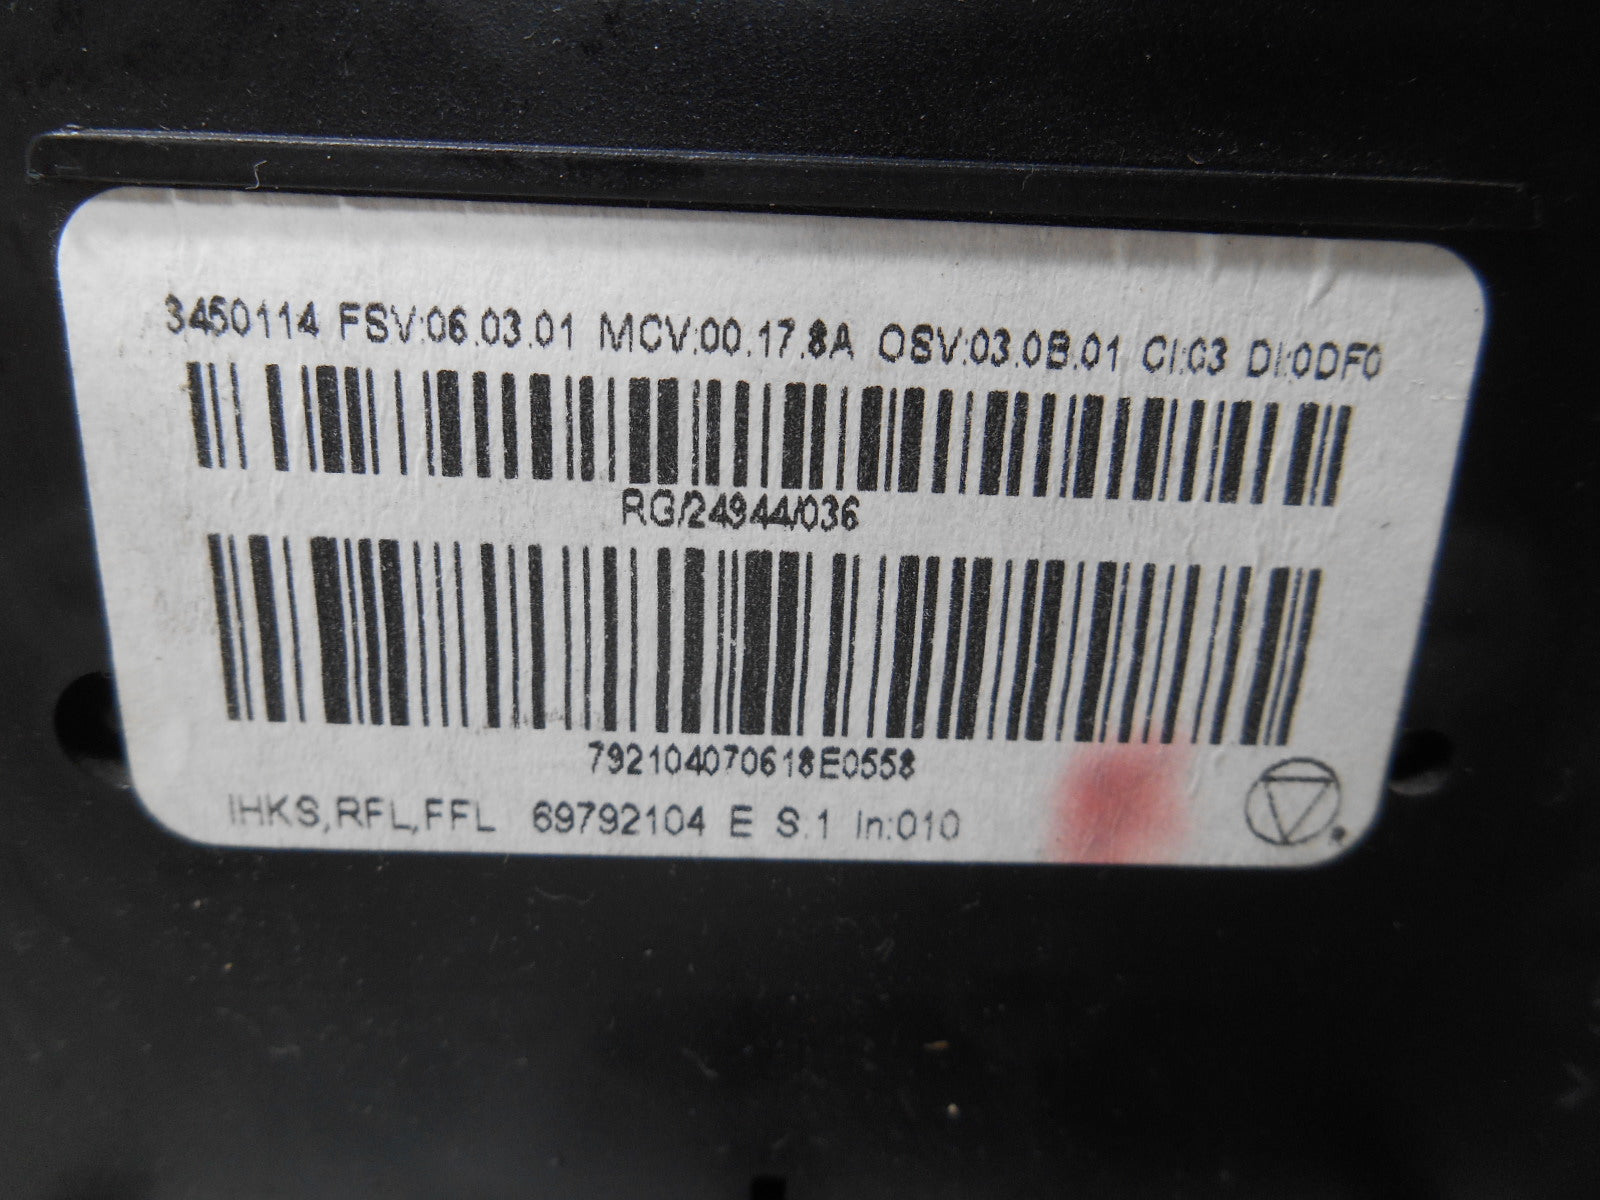 3450114 FSV:06.03.01 MCV:00.17.8A OSV:03.0B.01 CI:03 DI:0DF0
RG/24944/036
792104070618E0558
IHKS,RFL,FFL 69792104 E S:1 In:010